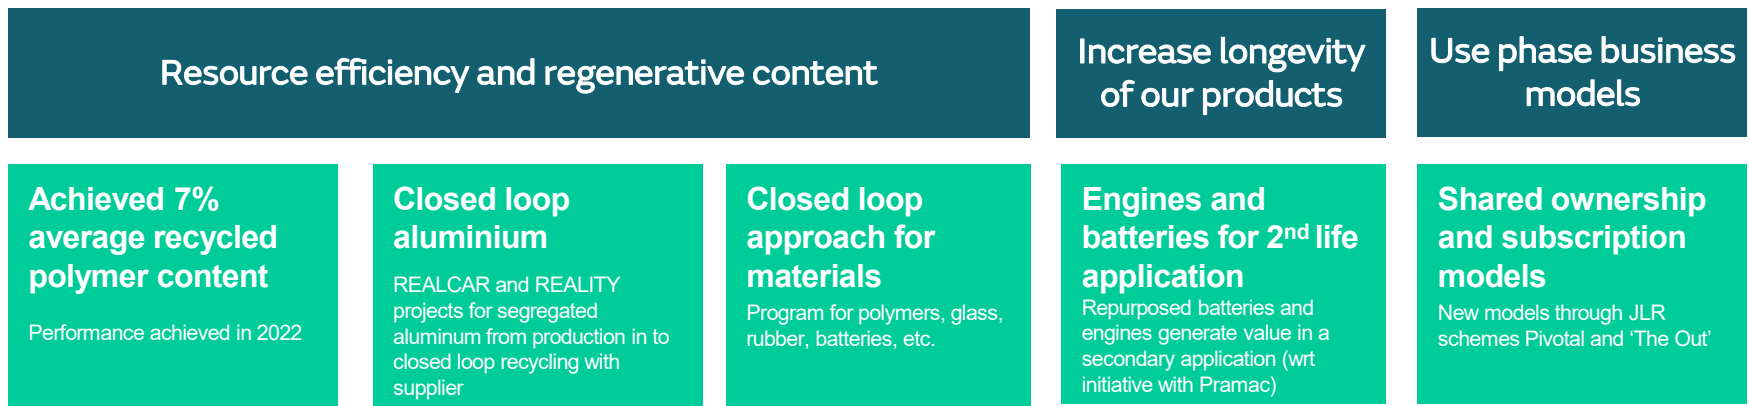 Resource efficiency and regenerative content
Increase longevity
of our products
Use phase business
models
Achieved 7%
average recycled
polymer content
Performance achieved in 2022
Closed loop
aluminium
REALCAR and REALITY
projects for segregated
aluminum from production in to
closed loop recycling with
supplier
Closed loop
approach for
materials
Program for polymers, glass,
rubber, batteries, etc.
Engines and
batteries for 2nd life
application
Repurposed batteries and
engines generate value in a
secondary application (wrt
initiative with Pramac)
Shared ownership
and subscription
models
New models through JLR
schemes Pivotal and ‘The Out’